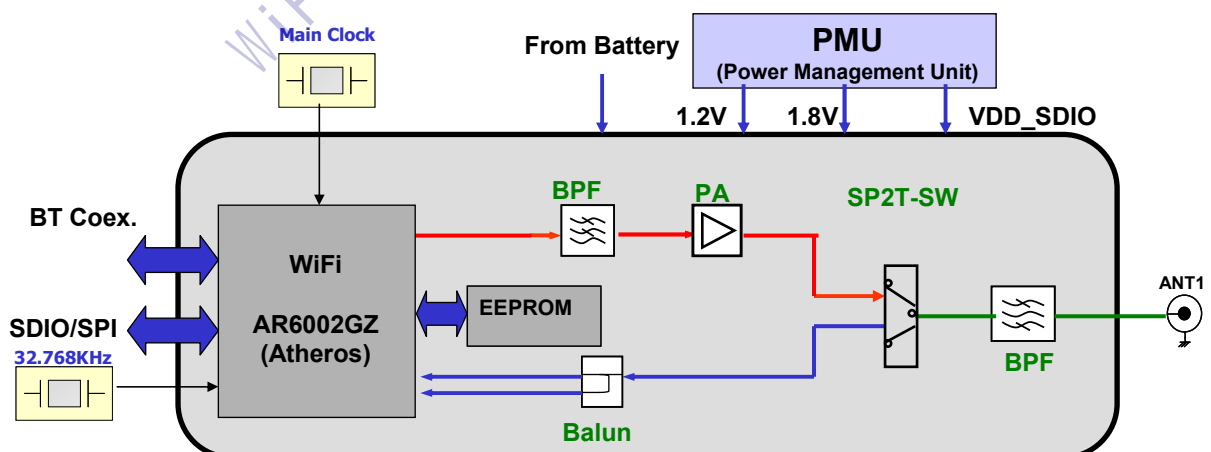 WiF
Main Clock
From Battery
PMU
(Power Management Unit)
1.2V
1.8V
VDD_SDIO
BPF
PA
SP2T-SW
BT Coex.
WiFi
AR6002GZ
(Atheros)
EEPROM
ANT1
SDIO/SPI
32.768KHz
BPF
Balun